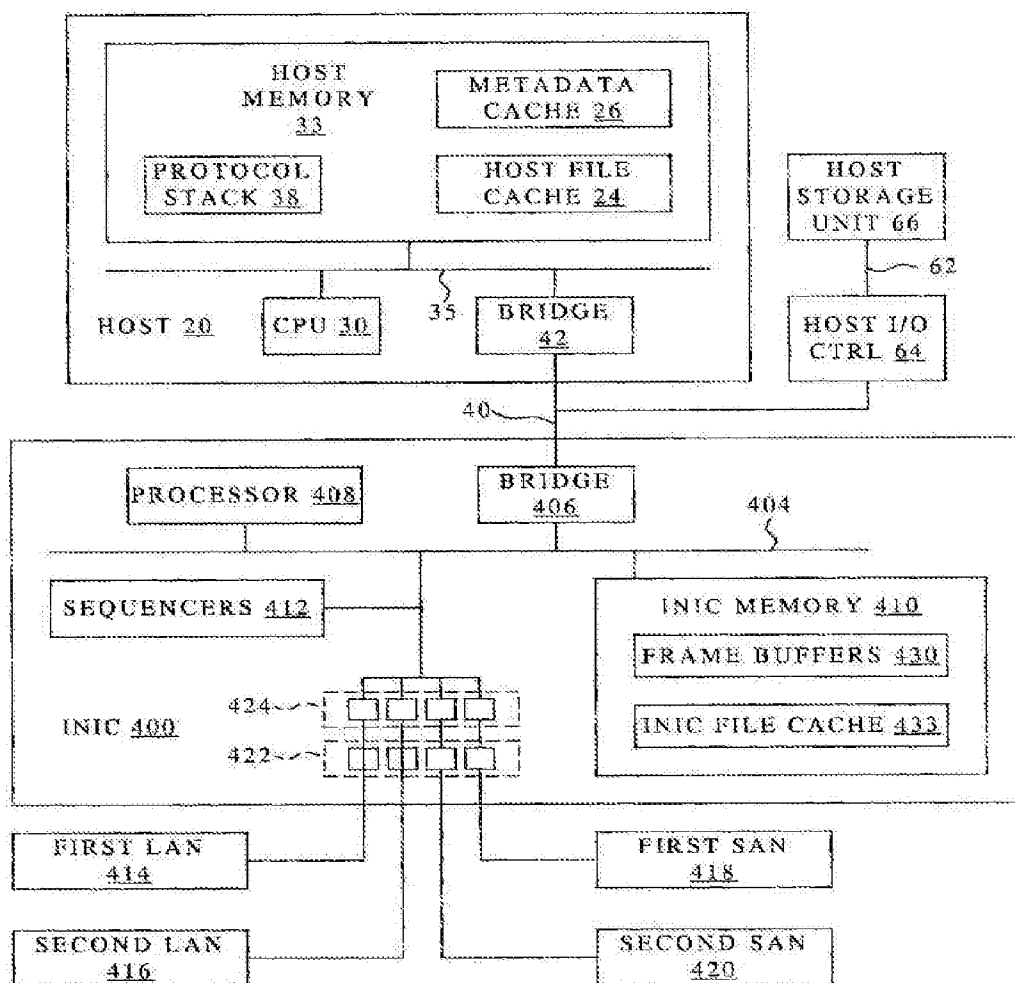 HOST
MEMORY
33
METADATA
CACHE 26
PROTOCOL
STACK 38
HOST FILE
CACHE 24
HOST
STORAGE
UNIT 66
62
35
HOST 20
CPU 30
BRIDGE
42
HOST I/O
CTRL 64
40
PROCESSOR 408
BRIDGE
406
404
SEQUENCERS 412
INIC MEMORY 410
FRAME BUFFERS 430
424
INIC 400
INIC FILE CACHE 433
422
FIRST LAN
414
FIRST SAN
418
SECOND LAN
416
SECOND SAN
420